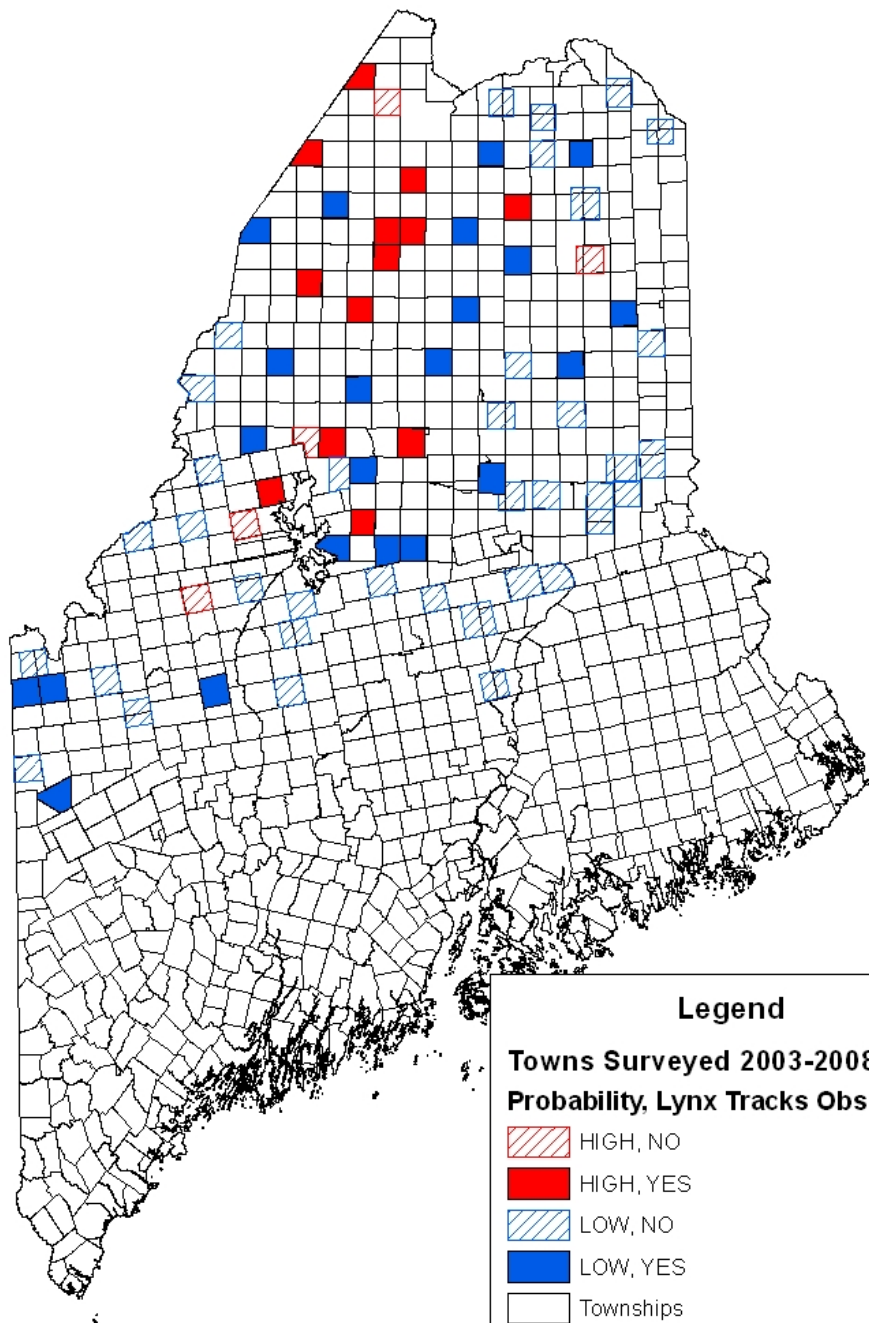 Legend
Towns Surveyed 2003-2008
Probability, Lynx Tracks Obs
HIGH, NO
HIGH, YES
LOW, NO
LOW, YES
Townships